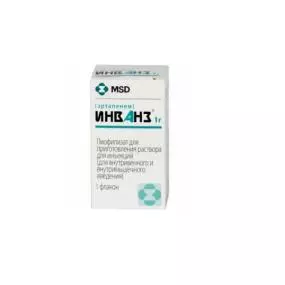 MSD
(эртапенем)
ИНВАНЗ® 1г
Лиофилизат для
приготовления раствора
для инъекций
(для внутривенного и
внутримышечного
введения)
1 флакон